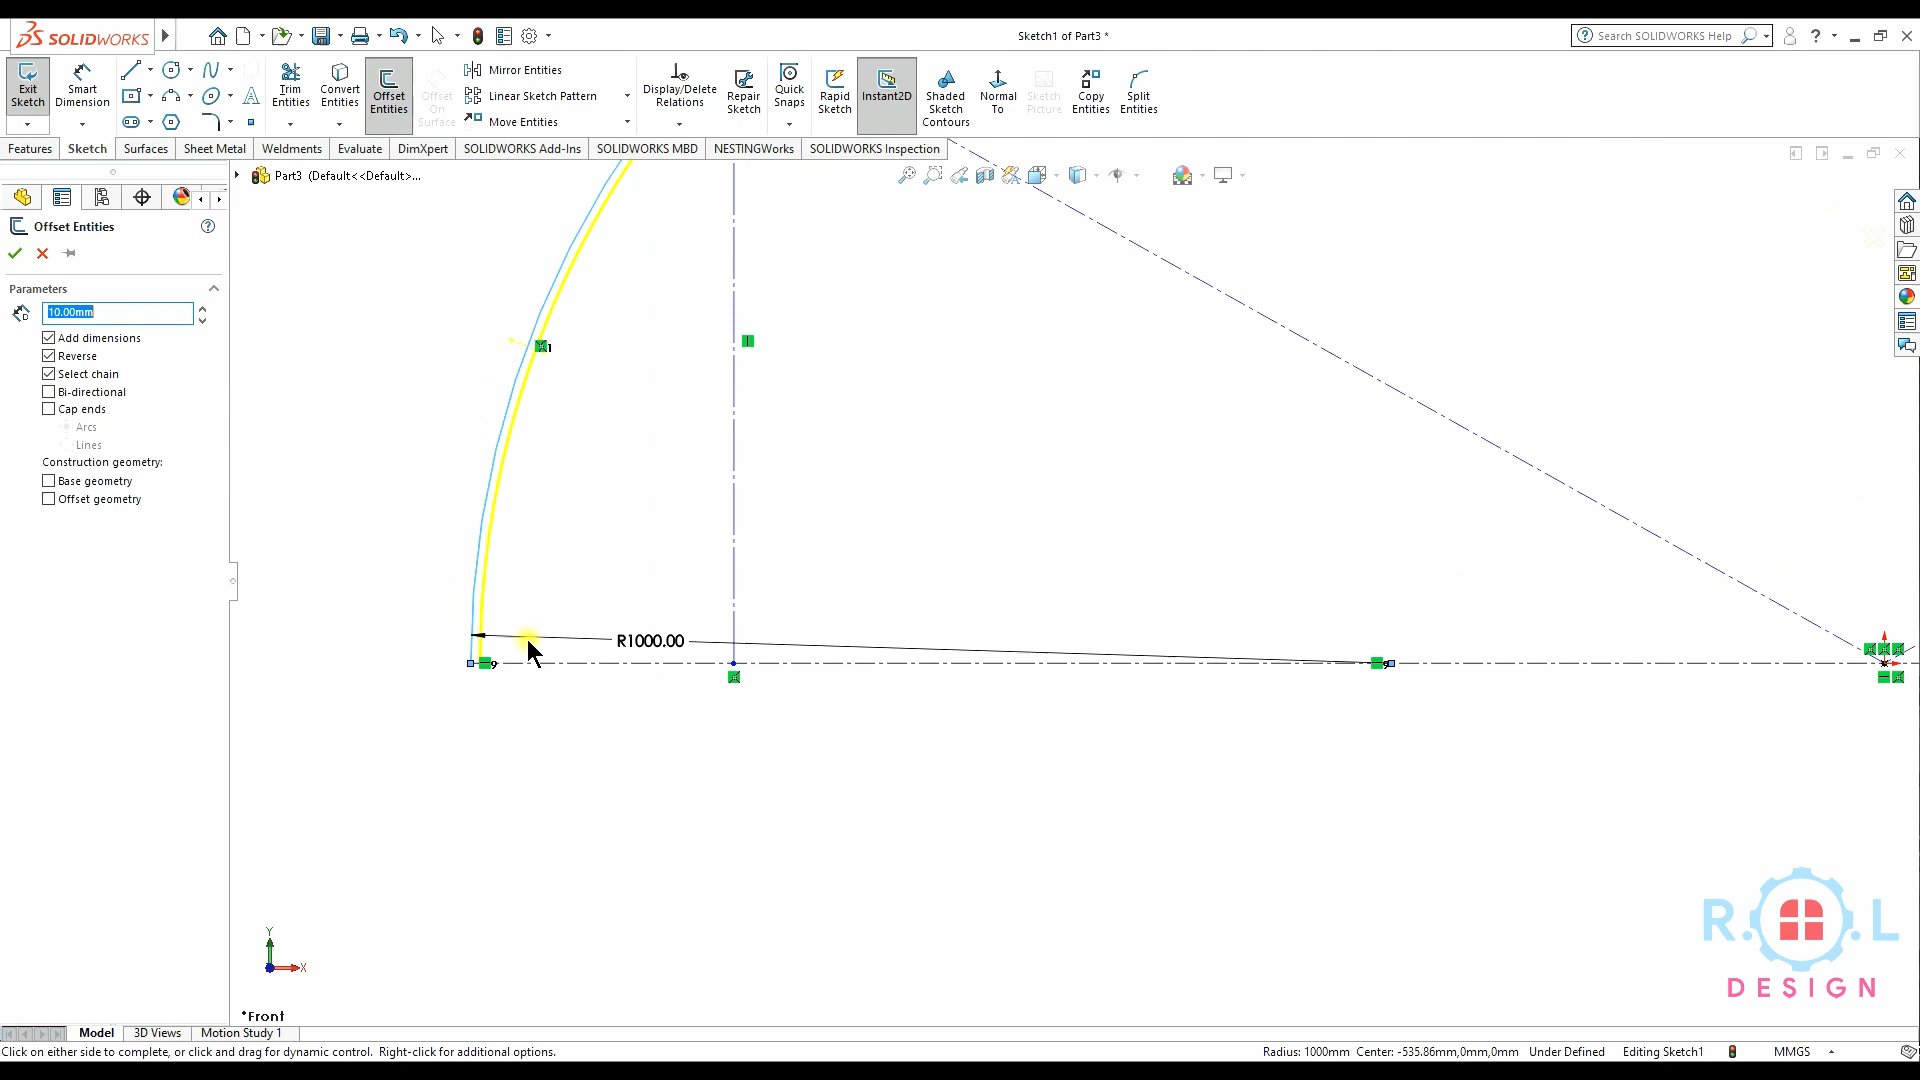 SOLIDWORKS
Sketch1 of Part3 *
Search SOLIDWORKS Help
Exit Sketch
Smart Dimension
Trim Entities
Convert Entities
Offset Entities
Offset On Surface
Mirror Entities
Linear Sketch Pattern
Move Entities
Display/Delete Relations
Repair Sketch
Quick Snaps
Rapid Sketch
Instant2D
Shaded Sketch Contours
Normal To
Sketch Picture
Copy Entities
Split Entities
Features
Sketch
Surfaces
Sheet Metal
Weldments
Evaluate
DimXpert
SOLIDWORKS Add-Ins
SOLIDWORKS MBD
NESTINGWorks
SOLIDWORKS Inspection
Part3 (Default<<Default>...
Offset Entities
Parameters
10.00mm
Add dimensions
Reverse
Select chain
Bi-directional
Cap ends
Arcs
Lines
Construction geometry:
Base geometry
Offset geometry
1
R1000.00
9
Y
X
*Front
R.O.L
DESIGN
Model
3D Views
Motion Study 1
Click on either side to complete, or click and drag for dynamic control. Right-click for additional options.
Radius: 1000mm Center: -535.86mm,0mm,0mm
Under Defined
Editing Sketch1
MMGS